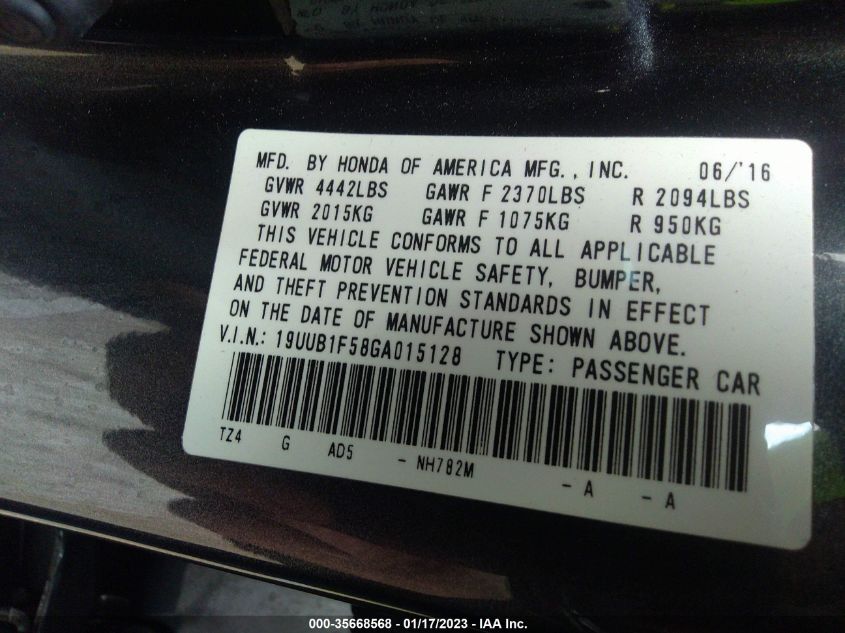 MFD. BY HONDA OF AMERICA MFG., INC. 06/'16
GVWR 4442LBS GAWR F 2370LBS R 2094LBS
GVWR 2015KG GAWR F 1075KG R 950KG
THIS VEHICLE CONFORMS TO ALL APPLICABLE
FEDERAL MOTOR VEHICLE SAFETY, BUMPER,
AND THEFT PREVENTION STANDARDS IN EFFECT
ON THE DATE OF MANUFACTURE SHOWN ABOVE.
V.I.N.: 19UUB1F58GA015128 TYPE: PASSENGER CAR
TZ4 G AD5 - NH782M - A - A
000-35668568 - 01/17/2023 - IAA Inc.